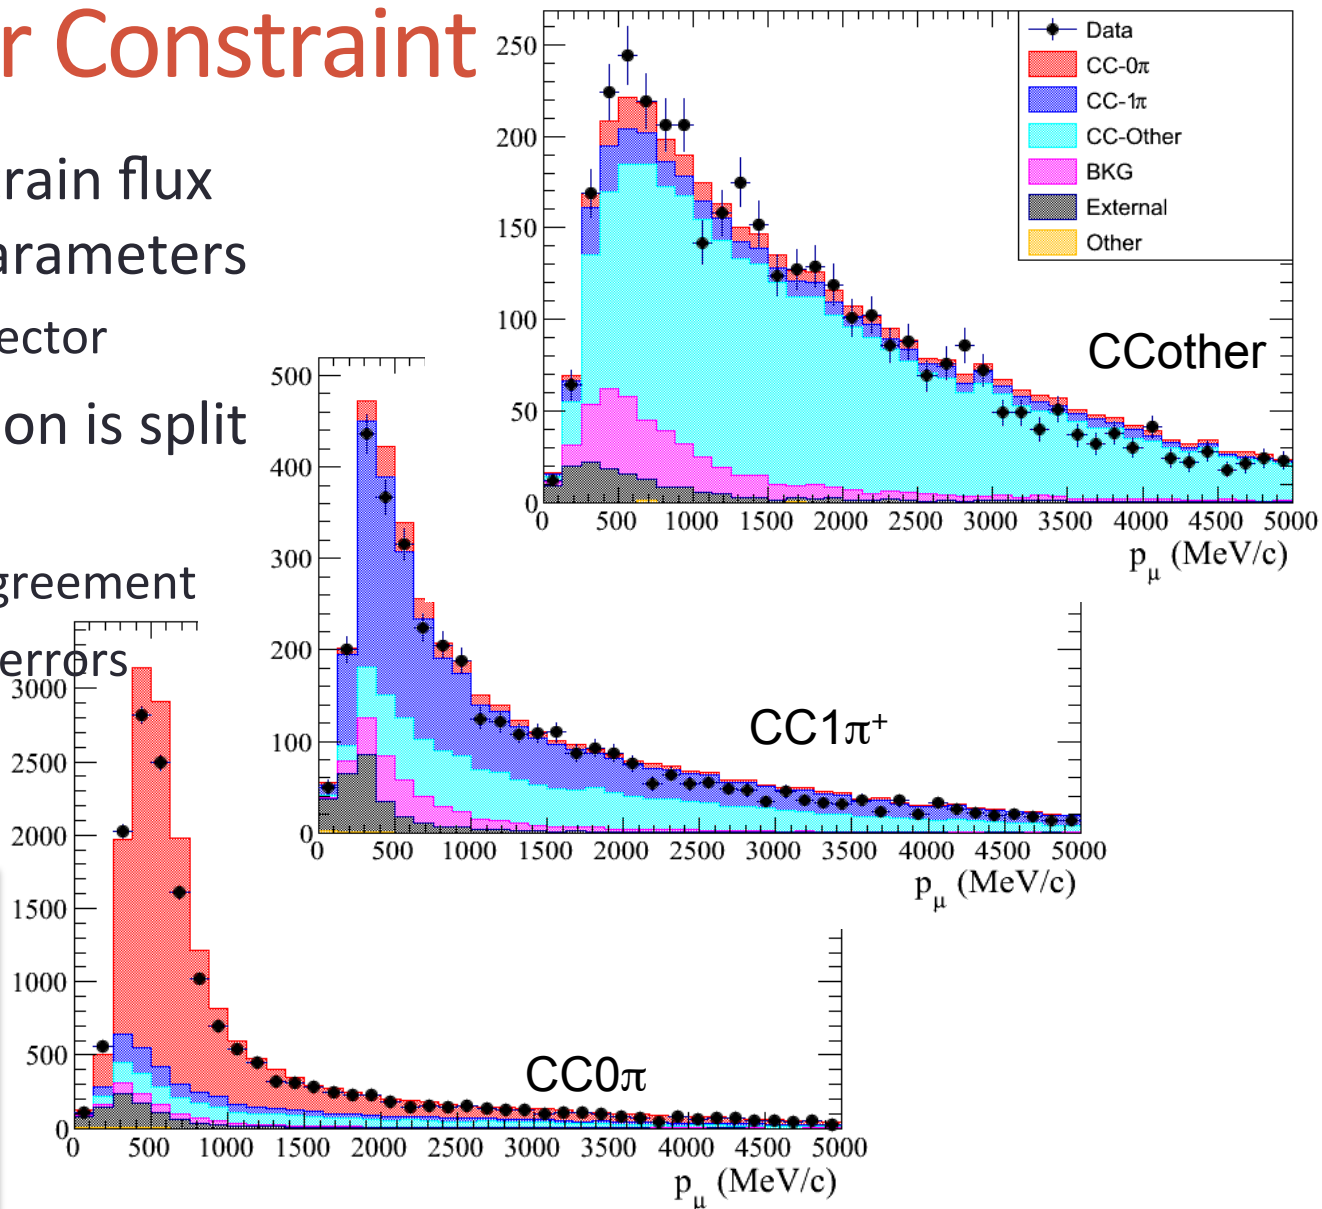 r Constraint
rain flux
arameters
ector
on is split
greement
errors
250
200
150
100
50
0
0 500 1000 1500 2000 2500 3000 3500 4000 4500 5000
pμ (MeV/c)
Data
CC-0π
CC-1π
CC-Other
BKG
External
Other
CCother
500
400
300
200
100
0
0 500 1000 1500 2000 2500 3000 3500 4000 4500 5000
pμ (MeV/c)
CC1π⁺
3000
2500
2000
1500
1000
500
0
0 500 1000 1500 2000 2500 3000 3500 4000 4500 5000
pμ (MeV/c)
CC0π